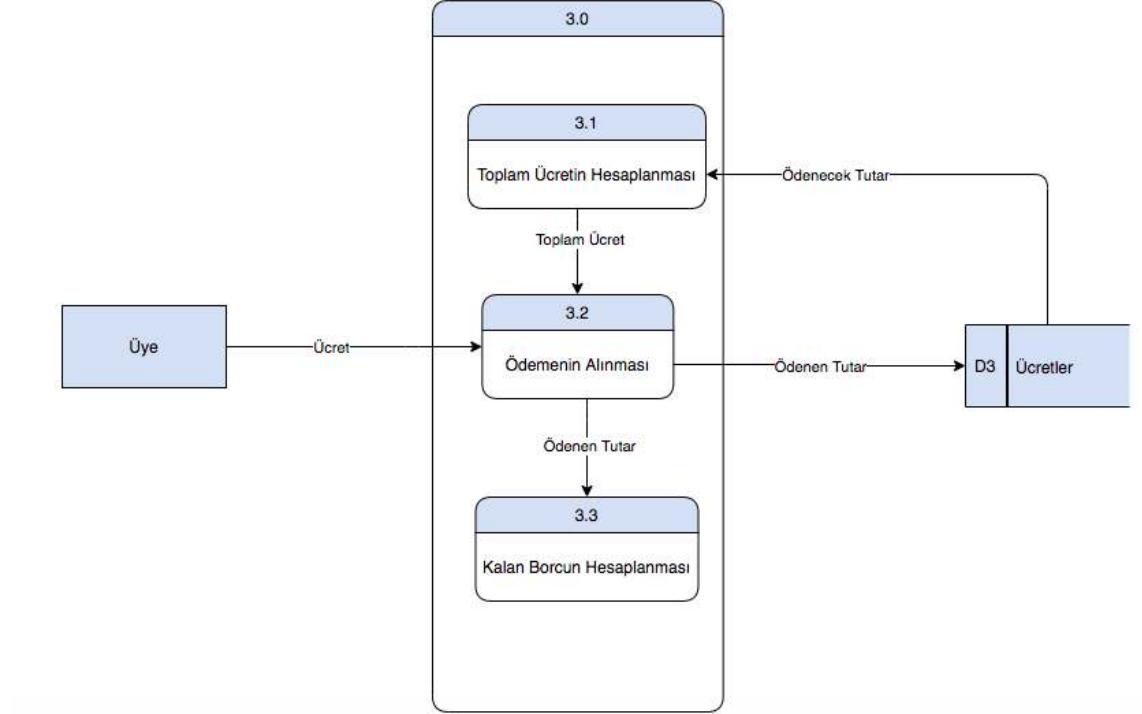 3.0
3.1
Toplam Ücretin Hesaplanması
Ödenecek Tutar
Toplam Ücret
3.2
Üye
Ücret
Ödemenin Alınması
Ödenen Tutar
D3
Ücretler
Ödenen Tutar
3.3
Kalan Borcun Hesaplanması